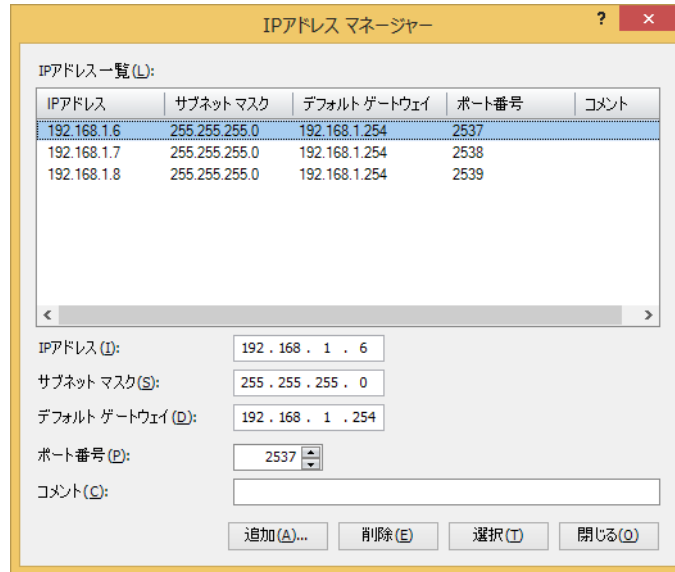 IPアドレス マネージャー ? ×
IPアドレス一覧(L):
IPアドレス サブネット マスク デフォルト ゲートウェイ ポート番号 コメント
192.168.1.6 255.255.255.0 192.168.1.254 2537
192.168.1.7 255.255.255.0 192.168.1.254 2538
192.168.1.8 255.255.255.0 192.168.1.254 2539
IPアドレス(I): 192 . 168 . 1 . 6
サブネット マスク(S): 255 . 255 . 255 . 0
デフォルト ゲートウェイ(D): 192 . 168 . 1 . 254
ポート番号(P): 2537
コメント(C):
追加(A)... 削除(E) 選択(T) 閉じる(O)